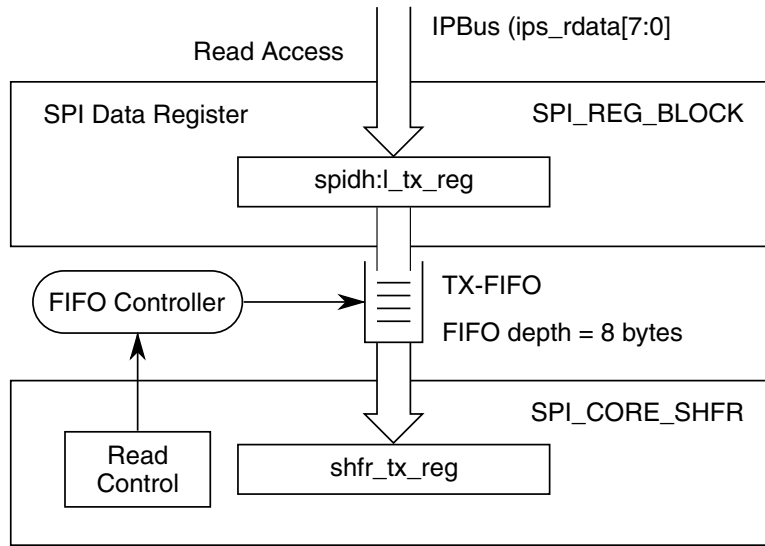 IPBus (ips_rdata[7:0]
Read Access
SPI Data Register
SPI_REG_BLOCK
spidh:l_tx_reg
FIFO Controller
TX-FIFO
FIFO depth = 8 bytes
SPI_CORE_SHFR
Read
Control
shfr_tx_reg